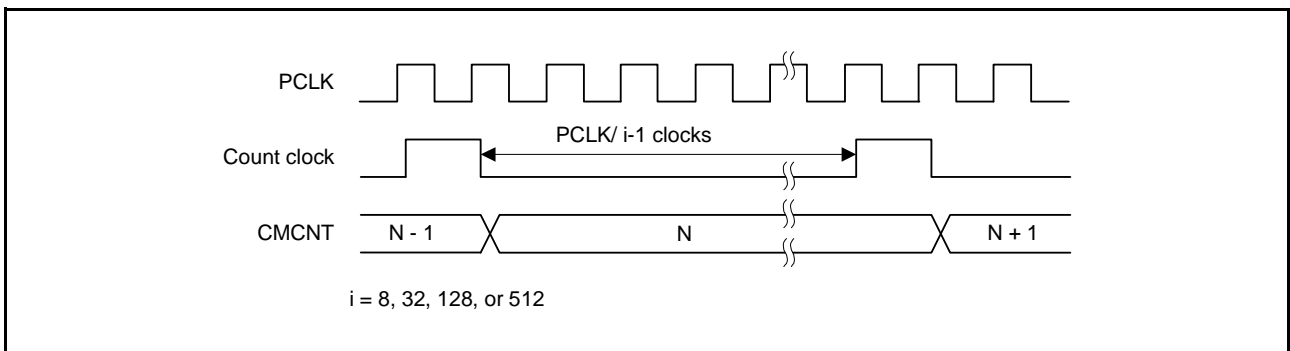 PCLK
PCLK/ i-1 clocks
Count clock
CMCNT
N - 1
N
N + 1
i = 8, 32, 128, or 512